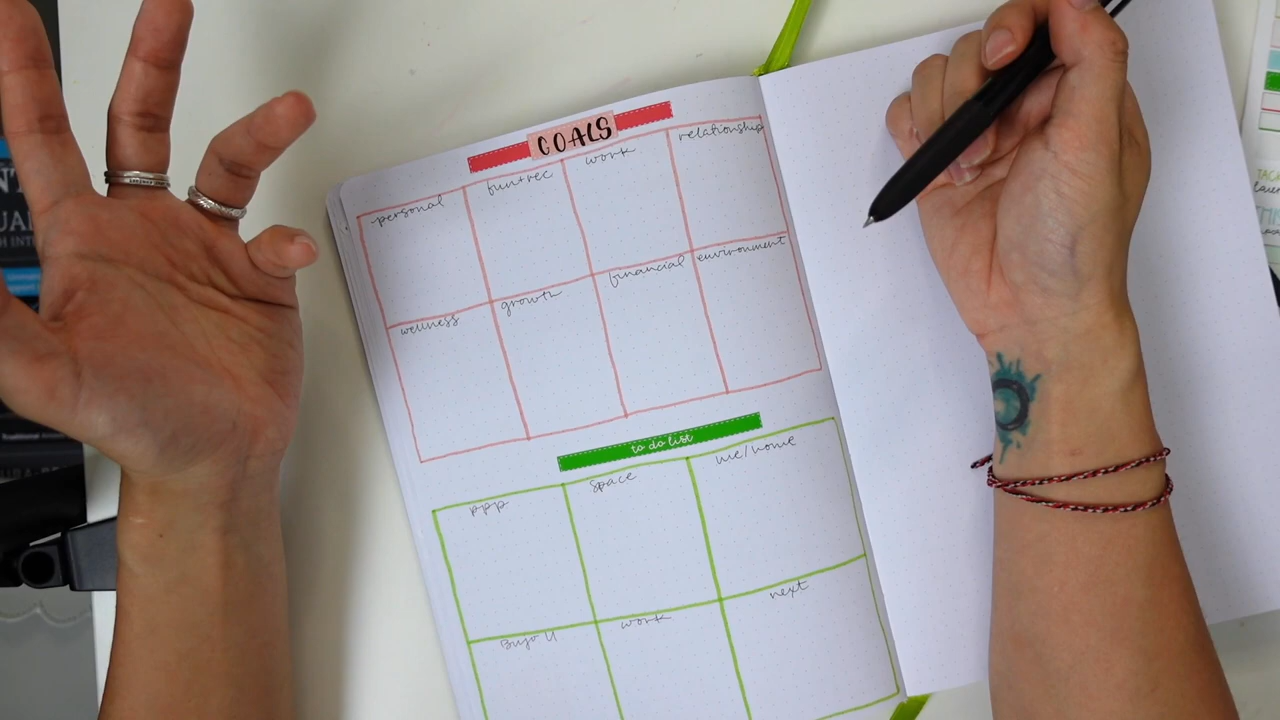 GOALS
personal
fun+rec
work
relationship
wellness
growth
financial
environment
to do list
ppp
space
me/home
Bujo U
work
next